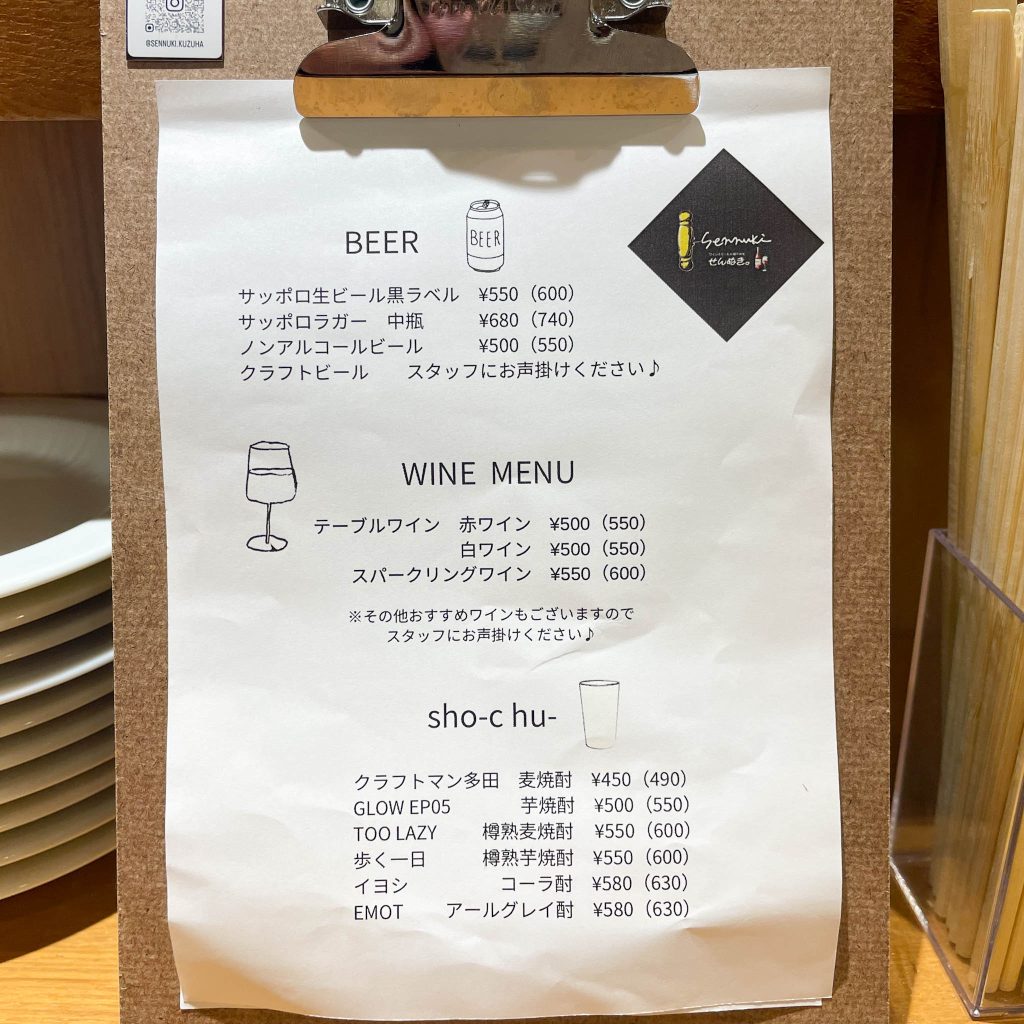 @SENNUKI.KUZUHA
Sennuki
せんぬき。
BEER
BEER
サッポロ生ビール黒ラベル ¥550（600）
サッポロラガー 中瓶 ¥680（740）
ノンアルコールビール ¥500（550）
クラフトビール スタッフにお声掛けください♪
WINE MENU
テーブルワイン 赤ワイン ¥500（550）
白ワイン ¥500（550）
スパークリングワイン ¥550（600）
※その他おすすめワインもございますので
スタッフにお声掛けください♪
sho-c hu-
クラフトマン多田 麦焼酎 ¥450（490）
GLOW EP05 芋焼酎 ¥500（550）
TOO LAZY 樽熟麦焼酎 ¥550（600）
歩く一日 樽熟芋焼酎 ¥550（600）
イヨシ コーラ酎 ¥580（630）
EMOT アールグレイ酎 ¥580（630）